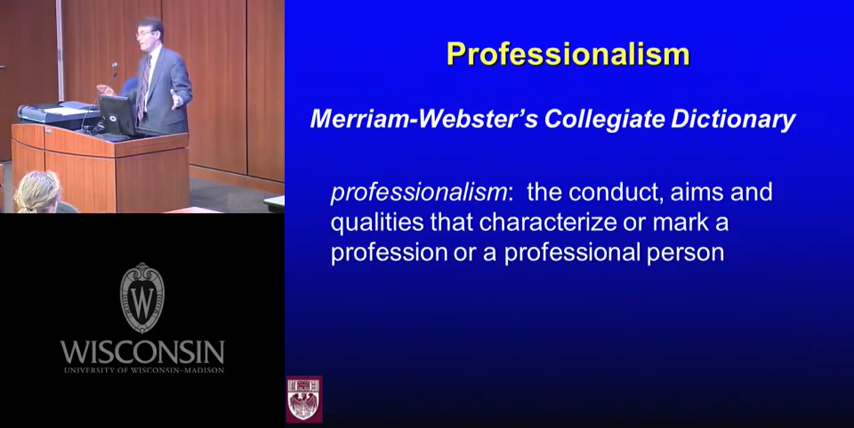 Professionalism
Merriam-Webster's Collegiate Dictionary
professionalism: the conduct, aims and
qualities that characterize or mark a
profession or a professional person
W
WISCONSIN
UNIVERSITY OF WISCONSIN–MADISON